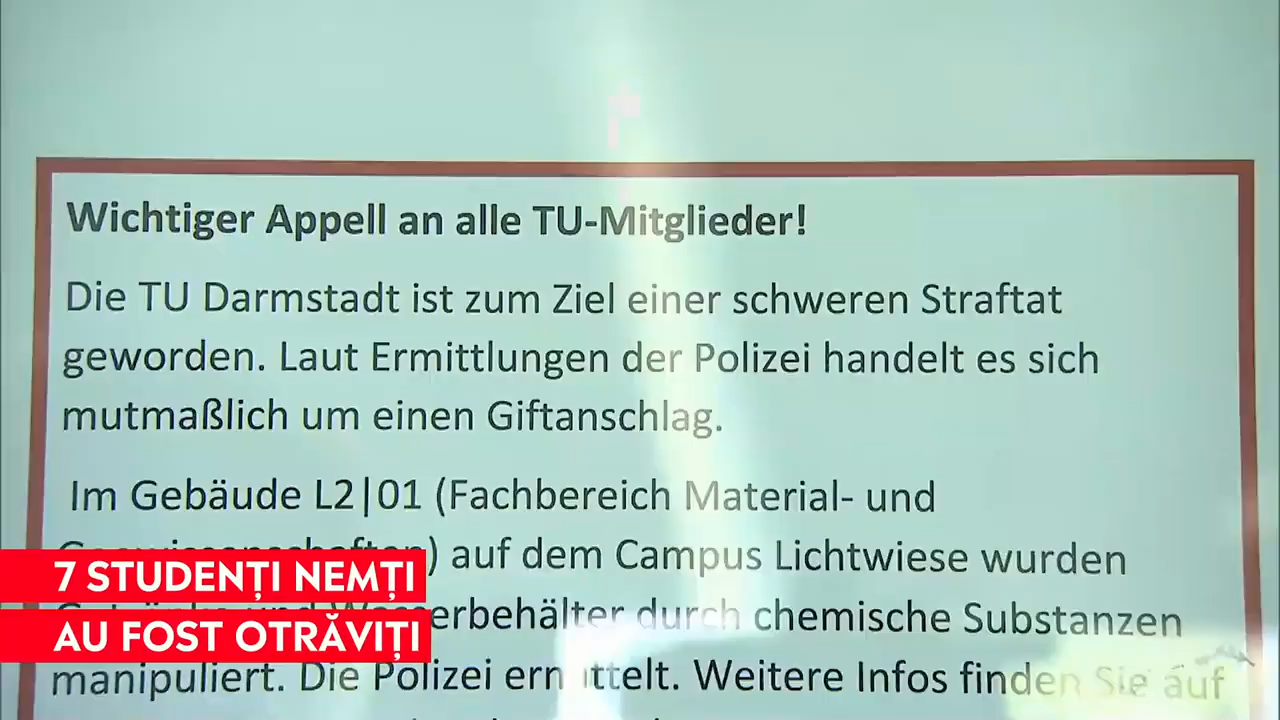 Wichtiger Appell an alle TU-Mitglieder!
Die TU Darmstadt ist zum Ziel einer schweren Straftat
geworden. Laut Ermittlungen der Polizei handelt es sich
mutmaßlich um einen Giftanschlag.
Im Gebäude L2|01 (Fachbereich Material- und
) auf dem Campus Lichtwiese wurden
und Wasserbehälter durch chemische Substanzen
manipuliert. Die Polizei ermittelt. Weitere Infos finden Sie auf
7 STUDENȚI NEMȚI
AU FOST OTRĂVIȚI